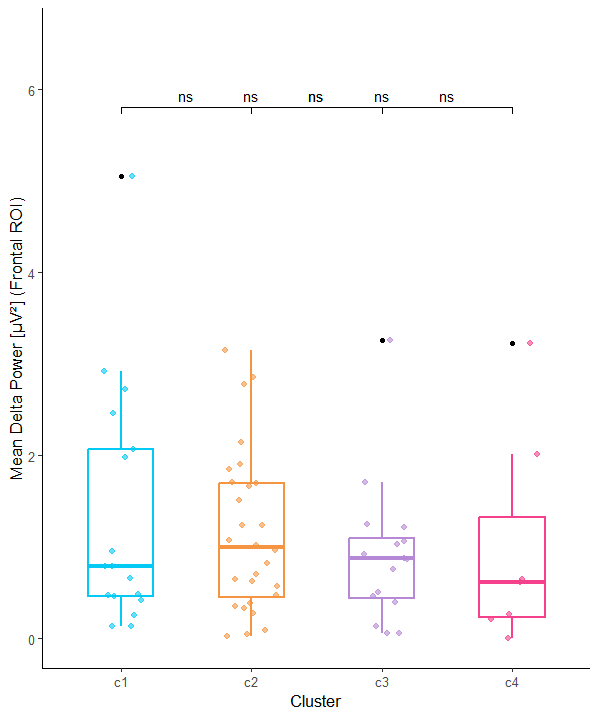 6
4
2
0
Mean Delta Power [µV²] (Frontal ROI)
ns ns ns ns ns
c1 c2 c3 c4
Cluster